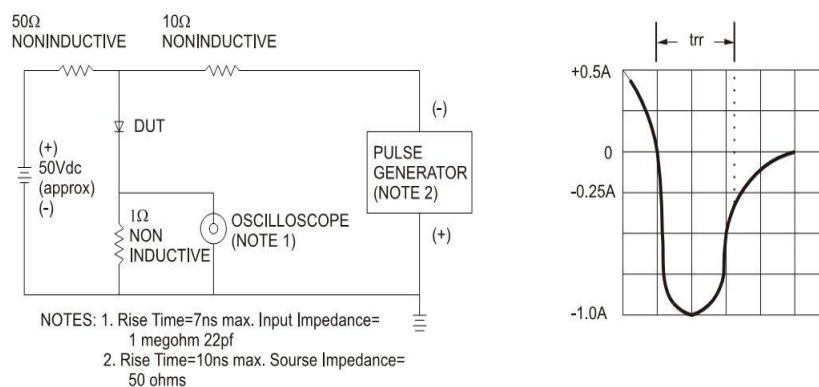 50Ω
NONINDUCTIVE
10Ω
NONINDUCTIVE
DUT
(+)
50Vdc
(approx)
(-)
1Ω
NON
INDUCTIVE
OSCILLOSCOPE
(NOTE 1)
(-)
PULSE
GENERATOR
(NOTE 2)
(+)
NOTES: 1. Rise Time=7ns max. Input Impedance=
1 megohm 22pf
2. Rise Time=10ns max. Sourse Impedance=
50 ohms
trr
+0.5A
0
-0.25A
-1.0A